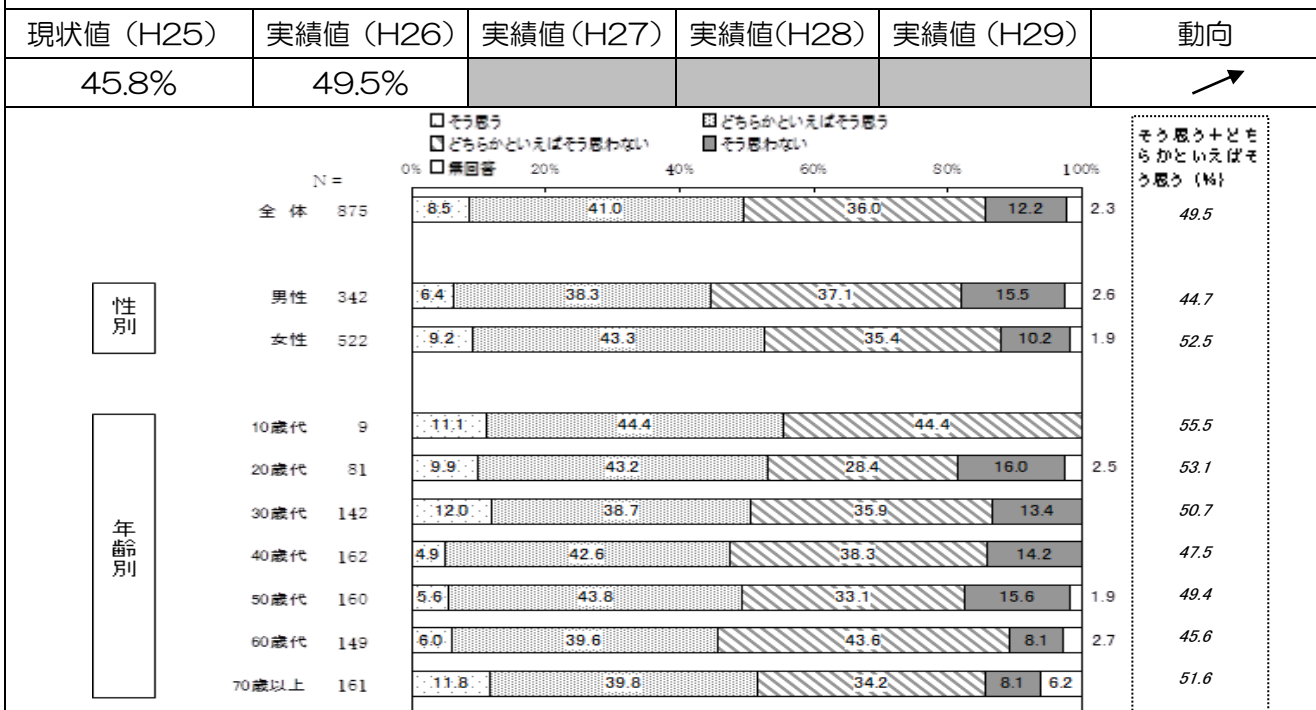 現状値（H25） 実績値（H26） 実績値（H27） 実績値（H28） 実績値（H29） 動向
45.8% 49.5%
そう思う どちらかといえばそう思う
どちらかといえばそう思わない そう思わない
無回答
そう思う＋どち
らかといえばそ
う思う（%）
N = 0% 20% 40% 60% 80% 100%
全 体 875 8.5 41.0 36.0 12.2 2.3 49.5
性別
男性 342 6.4 38.3 37.1 15.5 2.6 44.7
女性 522 9.2 43.3 35.4 10.2 1.9 52.5
年齢別
10歳代 9 11.1 44.4 44.4 55.5
20歳代 81 9.9 43.2 28.4 16.0 2.5 53.1
30歳代 142 12.0 38.7 35.9 13.4 50.7
40歳代 162 4.9 42.6 38.3 14.2 47.5
50歳代 160 5.6 43.8 33.1 15.6 1.9 49.4
60歳代 149 6.0 39.6 43.6 8.1 2.7 45.6
70歳以上 161 11.8 39.8 34.2 8.1 6.2 51.6